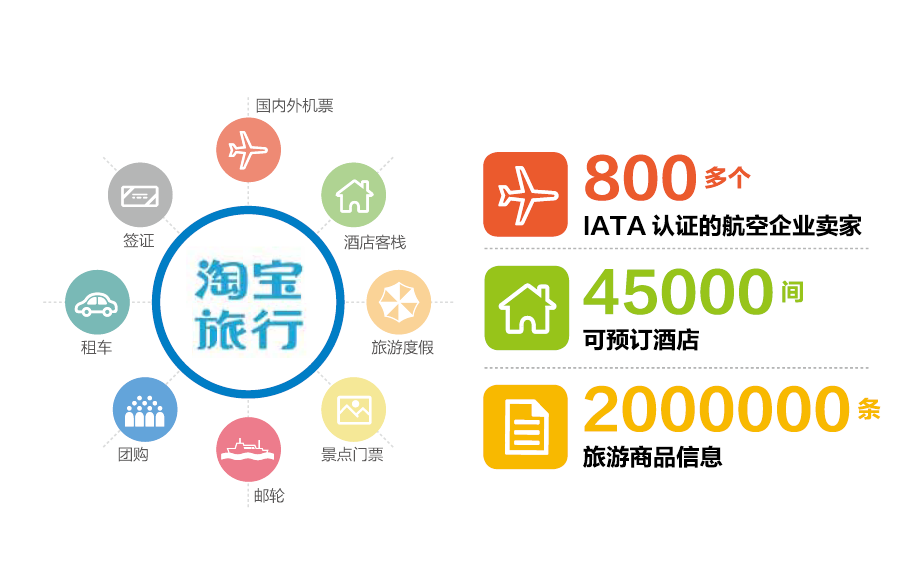 国内外机票
酒店客栈
旅游度假
景点门票
邮轮
团购
租车
签证
淘宝
旅行
800 多个
IATA 认证的航空企业卖家
45000 间
可预订酒店
2000000 条
旅游商品信息